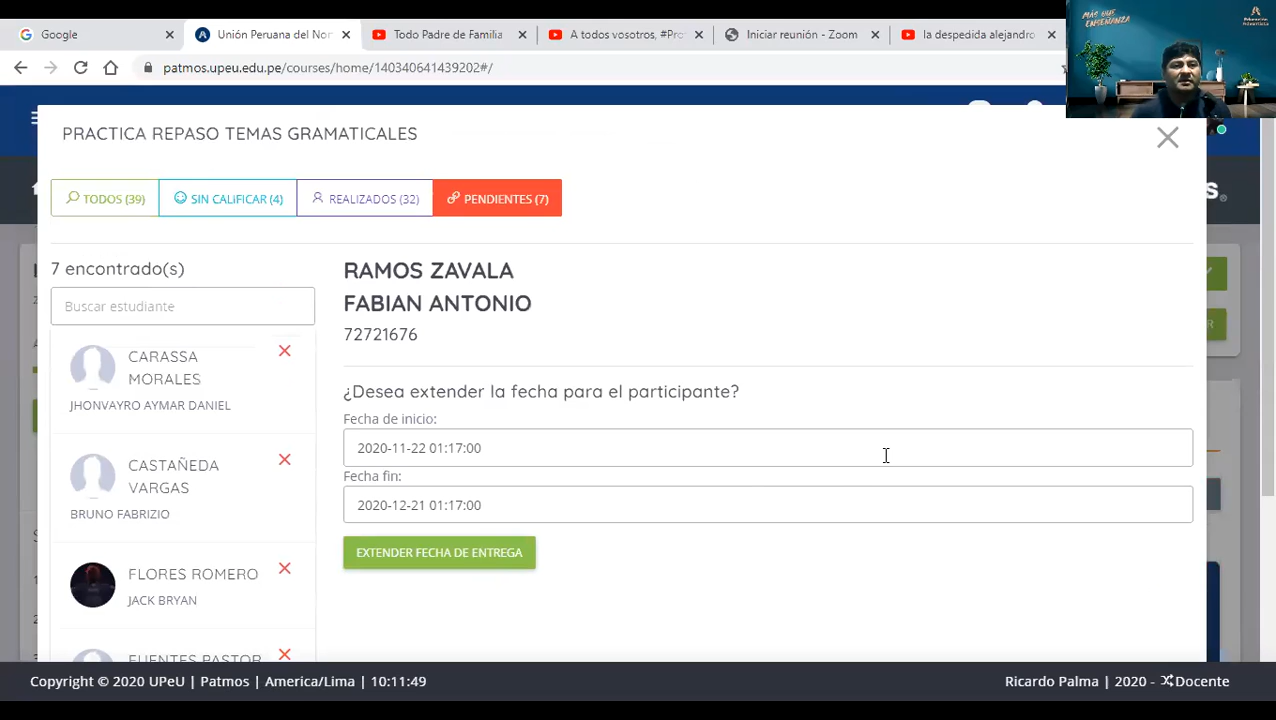 Google
Unión Peruana del Nor
Todo Padre de Familia
A todos vosotros, #Pro
Iniciar reunión - Zoom
la despedida alejandro
MÁS QUE
ENSEÑANZA
patmos.upeu.edu.pe/courses/home/140340641439202#/
PRACTICA REPASO TEMAS GRAMATICALES
TODOS (39)
SIN CALIFICAR (4)
REALIZADOS (32)
PENDIENTES (7)
7 encontrado(s)
Buscar estudiante
CARASSA
MORALES
JHONVAYRO AYMAR DANIEL
CASTAÑEDA
VARGAS
BRUNO FABRIZIO
FLORES ROMERO
JACK BRYAN
FUENTES PASTOR
RAMOS ZAVALA
FABIAN ANTONIO
72721676
¿Desea extender la fecha para el participante?
Fecha de inicio:
2020-11-22 01:17:00
Fecha fin:
2020-12-21 01:17:00
EXTENDER FECHA DE ENTREGA
Copyright © 2020 UPeU | Patmos | America/Lima | 10:11:49
Ricardo Palma | 2020 - Docente